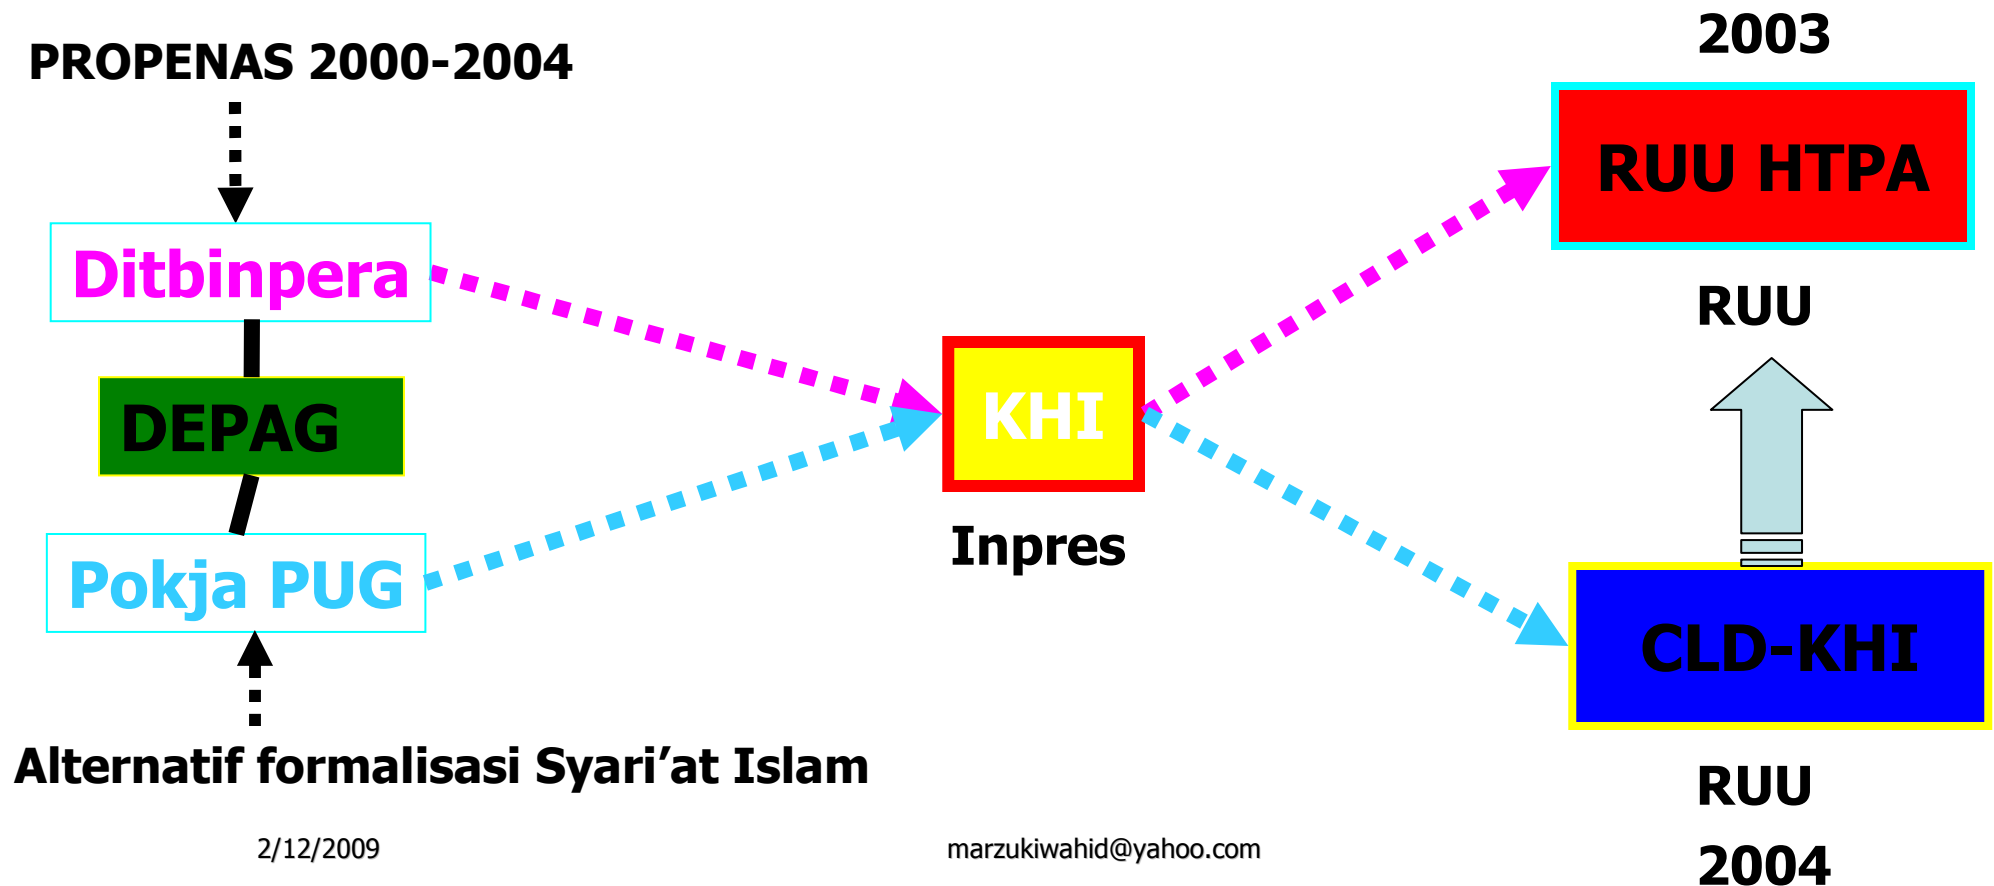 2003
PROPENAS 2000-2004
RUU HTPA
Ditbinpera
RUU
DEPAG
KHI
Inpres
Pokja PUG
CLD-KHI
Alternatif formalisasi Syari’at Islam
RUU
2/12/2009
marzukiwahid@yahoo.com
2004